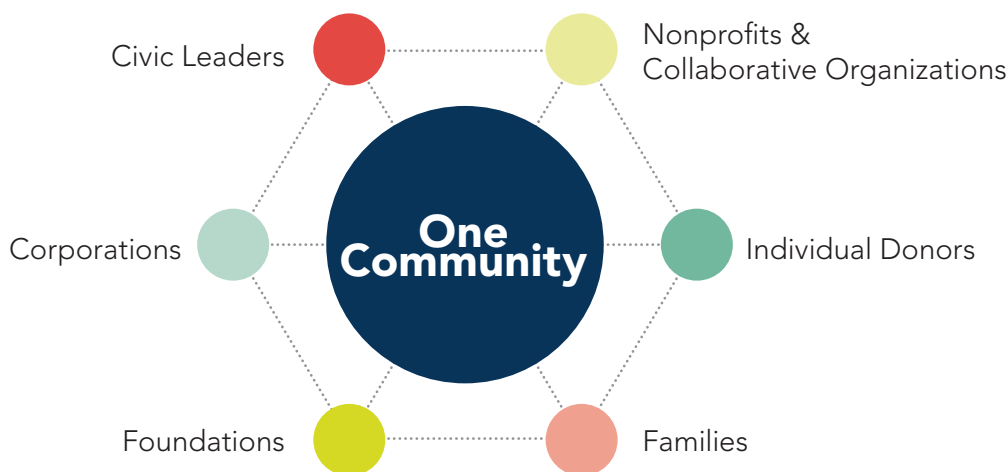 Civic Leaders
Nonprofits &
Collaborative Organizations
One
Community
Corporations
Individual Donors
Foundations
Families